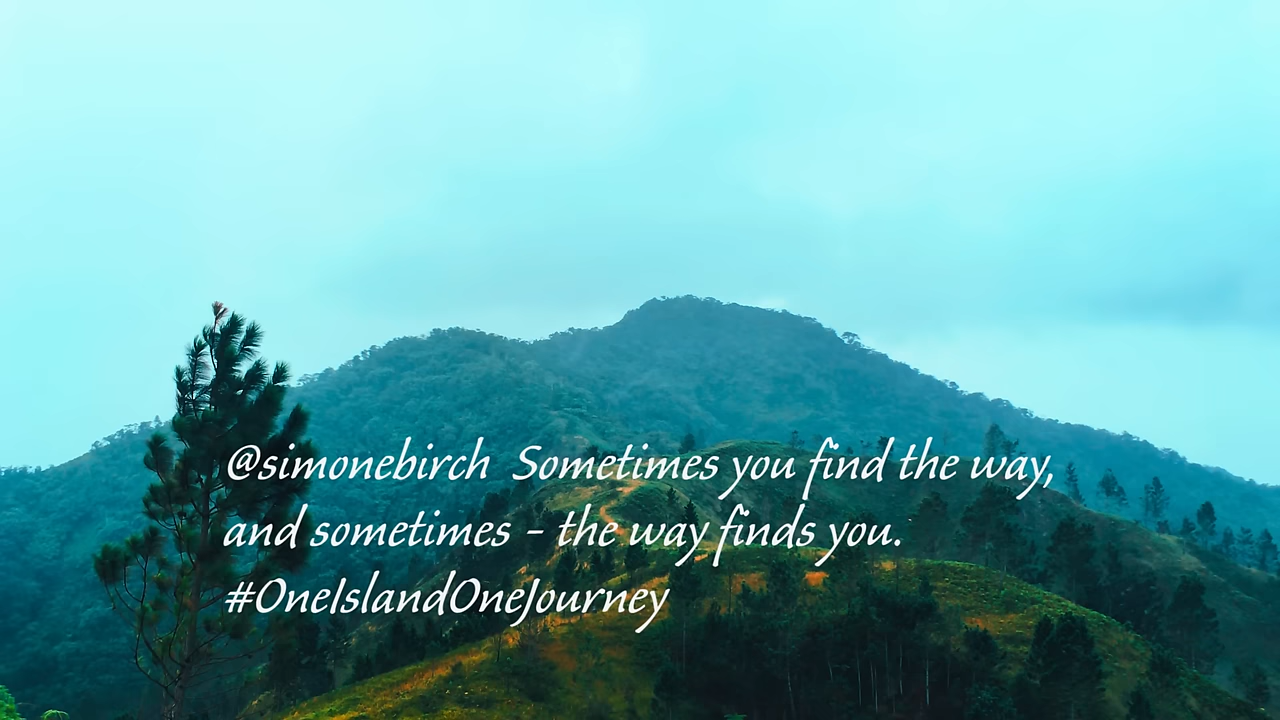 @simonebirch  Sometimes you find the way,
and sometimes - the way finds you.
#OneIslandOneJourney